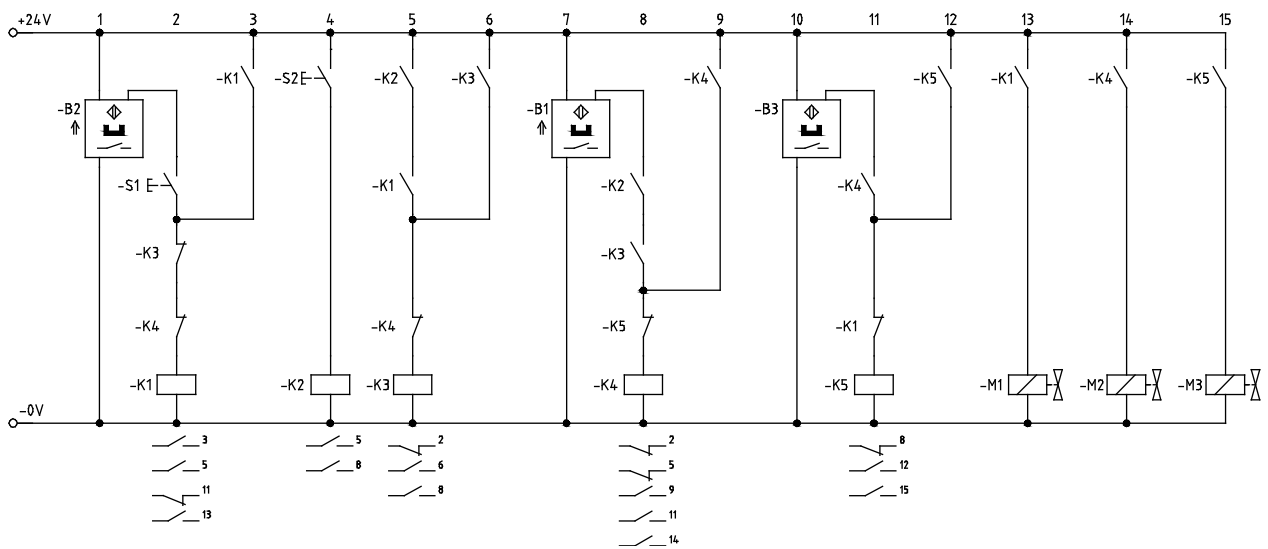 +24V 1 2 3 4 5 6 7 8 9 10 11 12 13 14 15
-K1 -S2 -K2 -K3 -K4 -K5 -K1 -K4 -K5
-B2 -B1 -B3
-S1 -K1 -K2 -K4
-K3 -K3
-K4 -K4 -K5 -K1
-K1 -K2 -K3 -K4 -K5 -M1 -M2 -M3
-0V
3 5 2 2 8
5 8 6 5 12
11 8 9 15
13 11
14